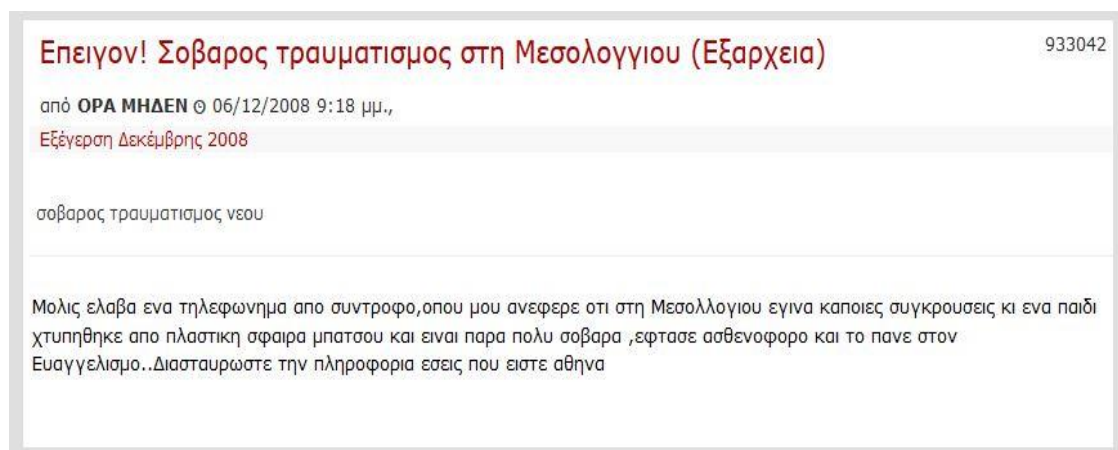 Επειγον! Σοβαρος τραυματισμος στη Μεσολογγιου (Εξαρχεια)
933042
από ΟΡΑ ΜΗΔΕΝ 06/12/2008 9:18 μμ.,
Εξέγερση Δεκέμβρης 2008
σοβαρος τραυματισμος νεου
Μολις ελαβα ενα τηλεφωνημα απο συντροφο,οπου μου ανεφερε οτι στη Μεσολλογιου εγινα καποιες συγκρουσεις κι ενα παιδι
χτυπηθηκε απο πλαστικη σφαιρα μπατσου και ειναι παρα πολυ σοβαρα ,εφτασε ασθενοφορο και το πανε στον
Ευαγγελισμο..Διασταυρωστε την πληροφορια εσεις που ειστε αθηνα